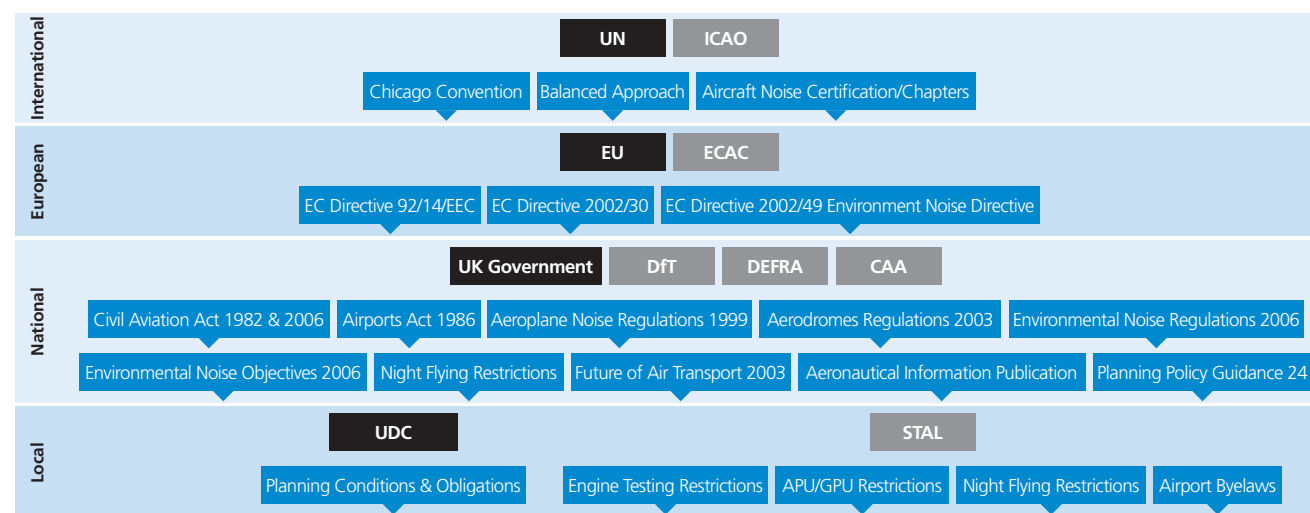 International
UN ICAO
Chicago Convention Balanced Approach Aircraft Noise Certification/Chapters
European
EU ECAC
EC Directive 92/14/EEC EC Directive 2002/30 EC Directive 2002/49 Environment Noise Directive
National
UK Government DfT DEFRA CAA
Civil Aviation Act 1982 & 2006 Airports Act 1986 Aeroplane Noise Regulations 1999 Aerodromes Regulations 2003 Environmental Noise Regulations 2006
Environmental Noise Objectives 2006 Night Flying Restrictions Future of Air Transport 2003 Aeronautical Information Publication Planning Policy Guidance 24
Local
UDC STAL
Planning Conditions & Obligations Engine Testing Restrictions APU/GPU Restrictions Night Flying Restrictions Airport Byelaws